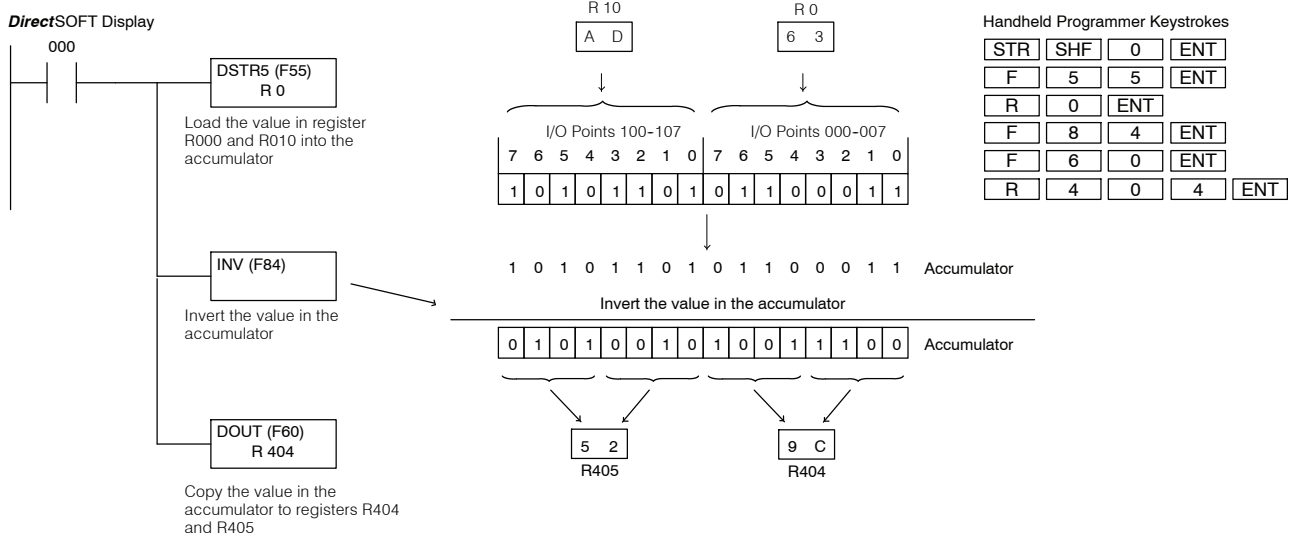 DirectSOFT Display
000
DSTR5 (F55)
R 0
Load the value in register
R000 and R010 into the
accumulator
INV (F84)
Invert the value in the
accumulator
DOUT (F60)
R 404
Copy the value in the
accumulator to registers R404
and R405
R 10
A D
R 0
6 3
I/O Points 100-107
I/O Points 000-007
7 6 5 4 3 2 1 0 7 6 5 4 3 2 1 0
1 0 1 0 1 1 0 1 0 1 1 0 0 0 1 1
1 0 1 0 1 1 0 1 0 1 1 0 0 0 1 1 Accumulator
Invert the value in the accumulator
0 1 0 1 0 0 1 0 1 0 0 1 1 1 0 0 Accumulator
5 2
R405
9 C
R404
Handheld Programmer Keystrokes
STR SHF 0 ENT
F 5 5 ENT
R 0 ENT
F 8 4 ENT
F 6 0 ENT
R 4 0 4 ENT